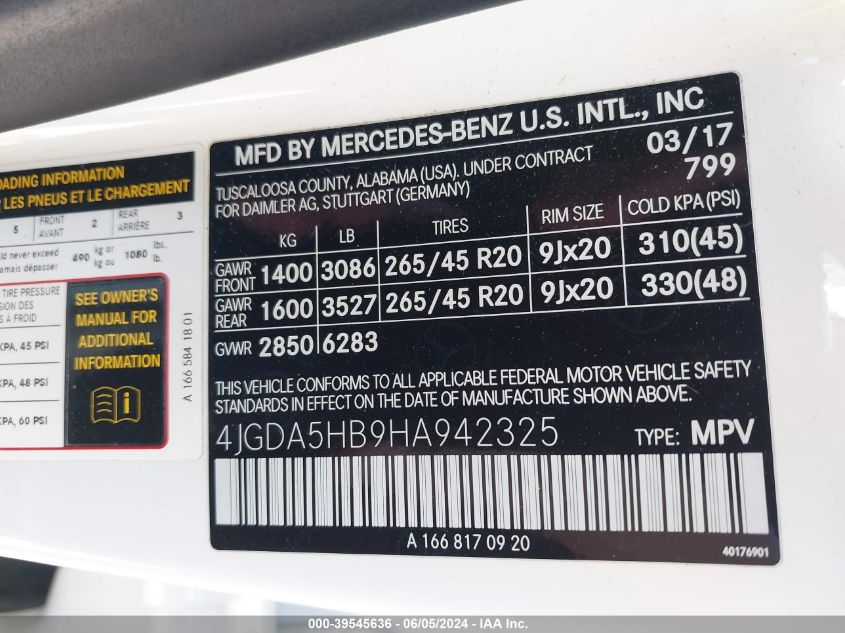 MFD BY MERCEDES-BENZ U.S. INTL., INC
TUSCALOOSA COUNTY, ALABAMA (USA). UNDER CONTRACT
FOR DAIMLER AG, STUTTGART (GERMANY)
03/17
799
KG LB TIRES RIM SIZE COLD KPA (PSI)
GAWR FRONT 1400 3086 265/45 R20 9Jx20 310(45)
GAWR REAR 1600 3527 265/45 R20 9Jx20 330(48)
GVWR 2850 6283
THIS VEHICLE CONFORMS TO ALL APPLICABLE FEDERAL MOTOR VEHICLE SAFETY
STANDARDS IN EFFECT ON THE DATE OF MANUFACTURE SHOWN ABOVE.
4JGDA5HB9HA942325 TYPE: MPV
A 166 817 09 20
40176901
INFORMATION
LES PNEUS ET LE CHARGEMENT
5 FRONT AVANT 2 REAR ARRIÈRE 3
never exceed 490 kg or 1080 lbs.
jamais dépasser kg ou lb.
TIRE PRESSURE
DES
À FROID
KPA, 45 PSI
KPA, 48 PSI
KPA, 60 PSI
SEE OWNER'S
MANUAL FOR
ADDITIONAL
INFORMATION
i
A 166 584 18 01
000-39545636 - 06/05/2024 - IAA Inc.